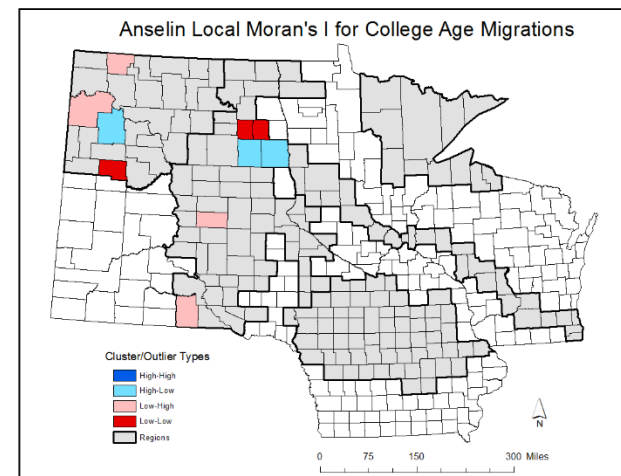 Anselin Local Moran's I for College Age Migrations
Cluster/Outlier Types
High-High
High-Low
Low-High
Low-Low
Regions
N
0 75 150 300 Miles